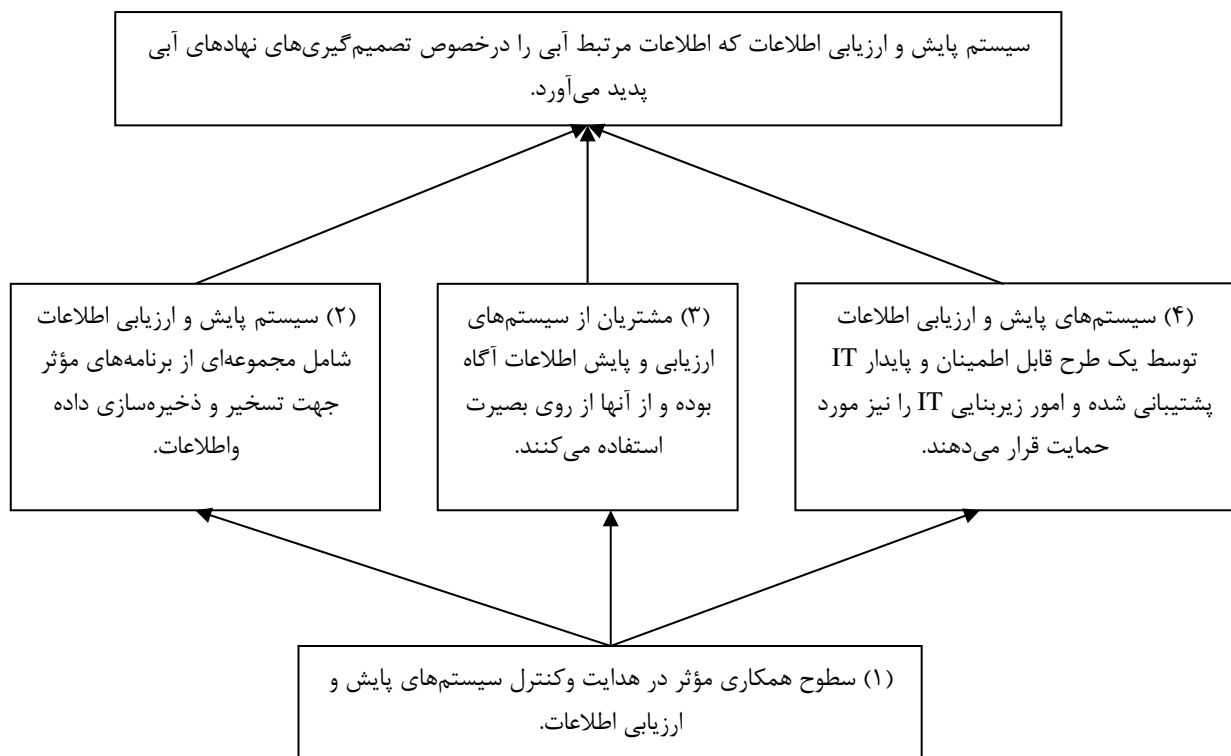 سیستم پایش و ارزیابی اطلاعات که اطلاعات مرتبط آبی را درخصوص تصمیم‌گیری‌های نهادهای آبی
پدید می‌آورد.
(۲) سیستم پایش و ارزیابی اطلاعات
شامل مجموعه‌ای از برنامه‌های مؤثر
جهت تسخیر و ذخیره‌سازی داده
واطلاعات.
(۳) مشتریان از سیستم‌های
ارزیابی و پایش اطلاعات آگاه
بوده و از آنها از روی بصیرت
استفاده می‌کنند.
(۴) سیستم‌های پایش و ارزیابی اطلاعات
توسط یک طرح قابل اطمینان و پایدار IT
پشتیبانی شده و امور زیربنایی IT را نیز مورد
حمایت قرار می‌دهند.
(۱) سطوح همکاری مؤثر در هدایت وکنترل سیستم‌های پایش و
ارزیابی اطلاعات.